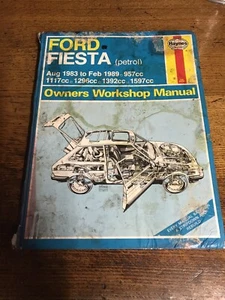 FORD
FIESTA (petrol)
Haynes
Aug 1983 to Feb 1989 · 957cc
1117cc · 1296cc · 1392cc · 1597cc
Owners Workshop Manual